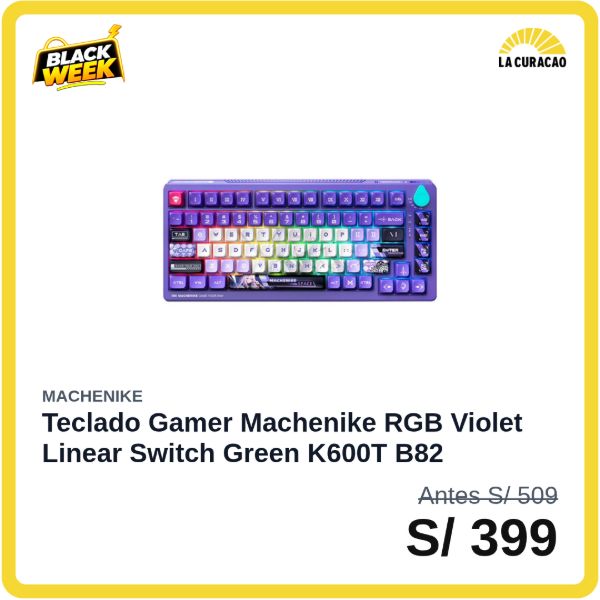 BLACK
WEEK
LA CURACAO
MACHENIKE
Teclado Gamer Machenike RGB Violet
Linear Switch Green K600T B82
Antes S/ 509
S/ 399